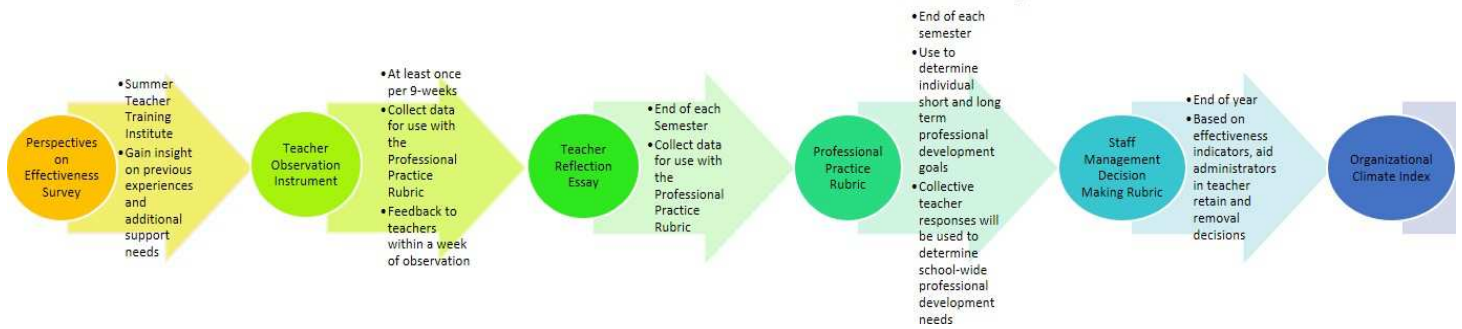 Perspectives
on
Effectiveness
Survey
•Summer
Teacher
Training
Institute
•Gain insight
on previous
experiences
and
additional
support
needs
Teacher
Observation
Instrument
•At least once
per 9-weeks
•Collect data
for use with
the
Professional
Practice
Rubric
•Feedback to
teachers
within a week
of observation
Teacher
Reflection
Essay
•End of each
Semester
•Collect data
for use with
the
Professional
Practice
Rubric
Professional
Practice
Rubric
•End of each
semester
•Use to
determine
individual
short and long
term
professional
development
goals
•Collective
teacher
responses will
be used to
determine
school-wide
professional
development
needs
Staff
Management
Decision
Making Rubric
•End of year
•Based on
effectiveness
indicators, aid
administrators
in teacher
retain and
removal
decisions
Organizational
Climate Index